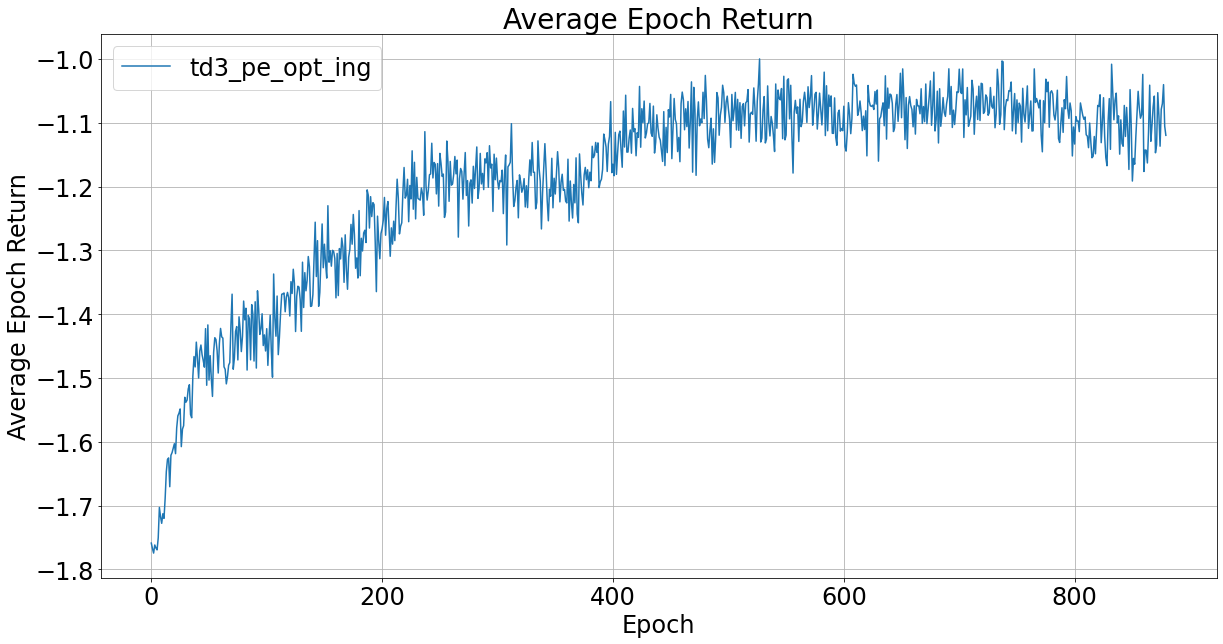 Average Epoch Return
td3_pe_opt_ing
Average Epoch Return
−1.0
−1.1
−1.2
−1.3
−1.4
−1.5
−1.6
−1.7
−1.8
0 200 400 600 800
Epoch